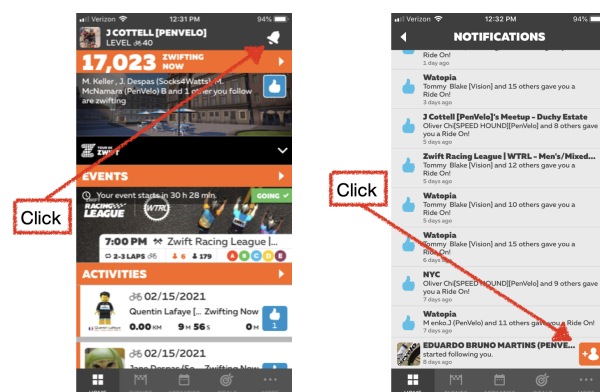 Verizon 12:31 PM 94%
J COTTELL [PENVELO]
LEVEL 40
17,023 ZWIFTING NOW
M. Keller , J. Despas (Socks4Watts), M.
McNamara (PenVelo) B and 1 other you follow
are zwifting
ZWIFT
EVENTS
Your event starts in 30 h 28 min.
GOING
RACING
LEAGUE
WTRL
7:00 PM Zwift Racing League |...
2-3 LAPS 6 179 A B C D E
ACTIVITIES
02/15/2021
Quentin Lafaye [... Zwifting Now
0.00 KM 9 M 56 S 0 M 1
Quentin Lafaye
02/15/2021
Click
Verizon 12:32 PM 94%
NOTIFICATIONS
Ride On!
1 day ago
Watopia
Tommy Blake [Vision] and 15 others gave you a
Ride On!
3 days ago
J Cottell [PenVelo]'s Meetup - Duchy Estate
Oliver Ch[SPEED HOUND][PenVelo] and 8 others gave
you a Ride On!
5 days ago
Zwift Racing League | WTRL - Men's/Mixed...
Tommy Blake [Vision] and 12 others gave you a
Ride On!
5 days ago
Watopia
Tommy Blake [Vision] and 10 others gave you a
Ride On!
5 days ago
Watopia
Tommy Blake [Vision] and 15 others gave you a
Ride On!
6 days ago
NYC
Oliver Ch[SPEED HOUND][PenVelo] and 9 others gave
you a Ride On!
7 days ago
Watopia
M enko.J (PenVelo) and 11 others gave you a Ride On!
7 days ago
EDUARDO BRUNO MARTINS (PENVE...
started following you.
8 days ago
Click